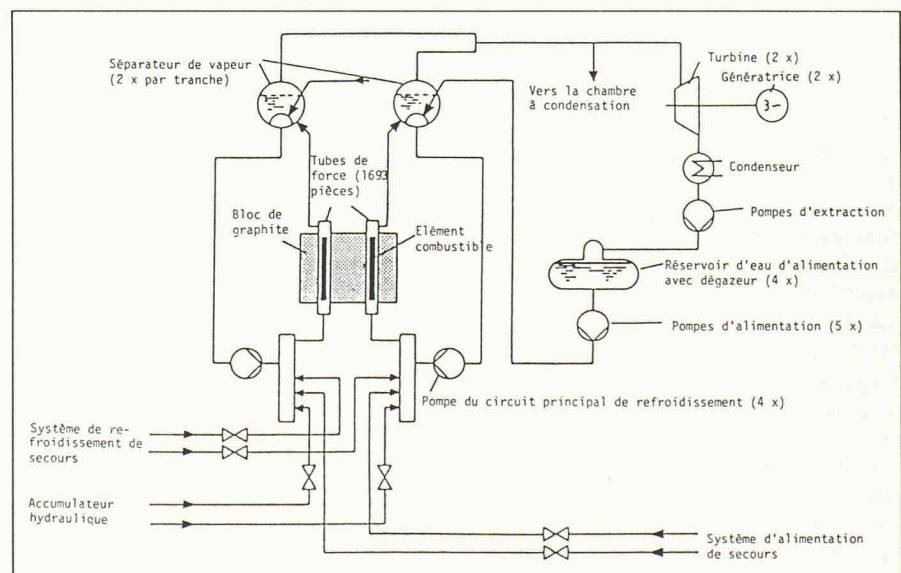 Séparateur de vapeur
(2 x par tranche)
Turbine (2 x)
Génératrice (2 x)
3~
Vers la chambre
à condensation
Tubes de
force (1693
pièces)
Condenseur
Bloc de
graphite
Elément
combustible
Pompes d'extraction
Réservoir d'eau d'alimentation
avec dégazeur (4 x)
Pompes d'alimentation (5 x)
Pompe du circuit principal de refroidissement (4 x)
Système de re-
froidissement de
secours
Accumulateur
hydraulique
Système d'alimentation
de secours